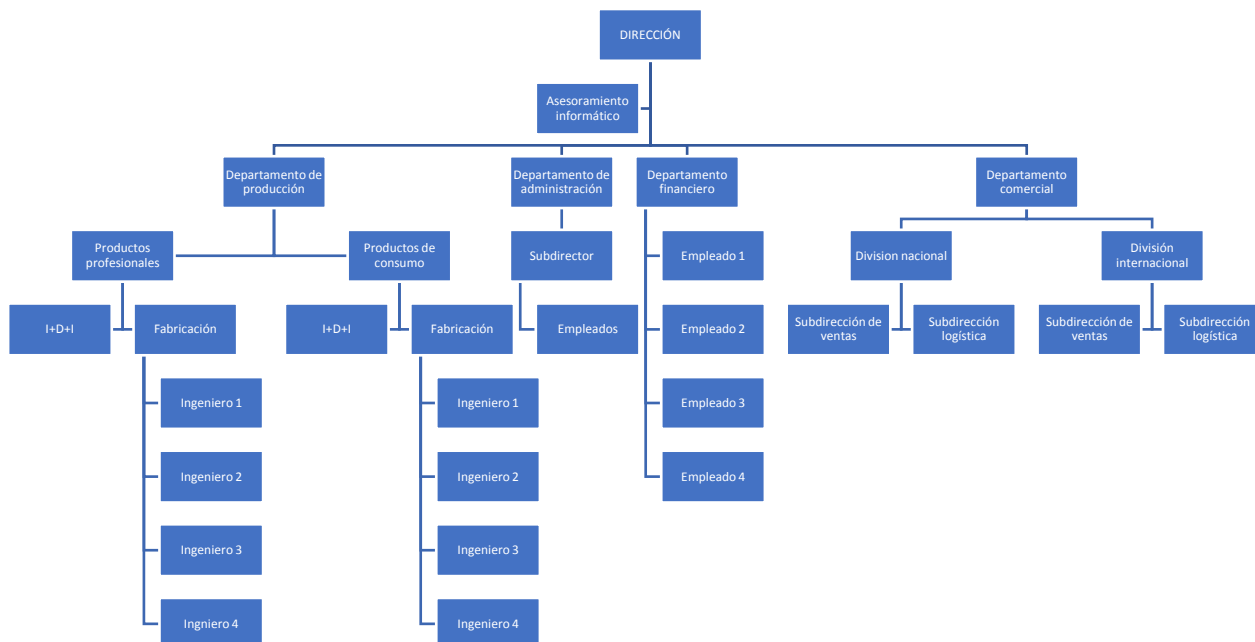 DIRECCIÓN
Asesoramiento
informático
Departamento de
producción
Departamento de
administración
Departamento
financiero
Departamento
comercial
Productos
profesionales
Productos de
consumo
Subdirector
Empleado 1
Division nacional
División
internacional
I+D+I
Fabricación
I+D+I
Fabricación
Empleados
Empleado 2
Subdirección de
ventas
Subdirección
logística
Subdirección de
ventas
Subdirección
logística
Ingeniero 1
Ingeniero 1
Empleado 3
Ingeniero 2
Ingeniero 2
Empleado 4
Ingeniero 3
Ingeniero 3
Ingniero 4
Ingeniero 4